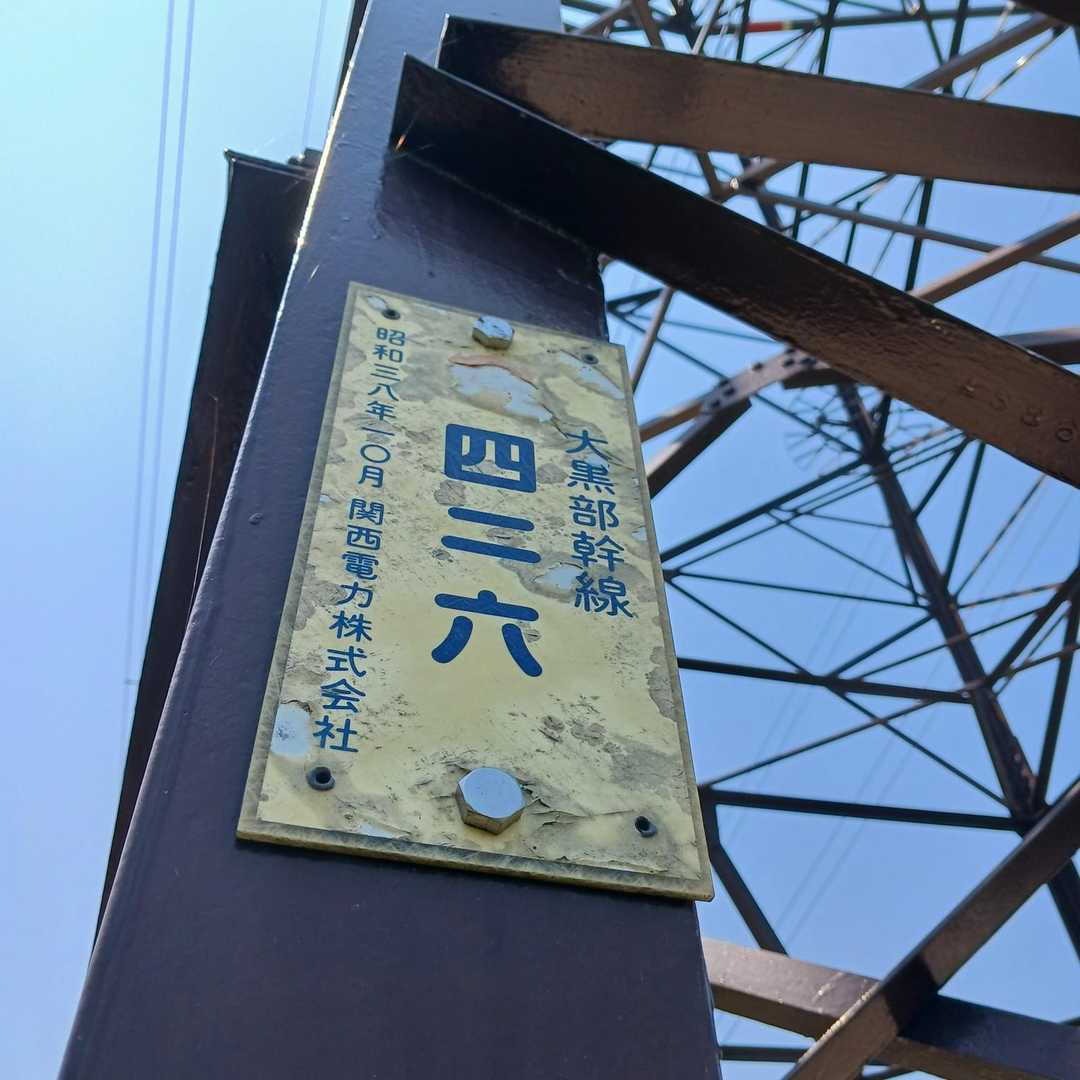 大黒部幹線
四二六
昭和三八年一〇月 関西電力株式会社